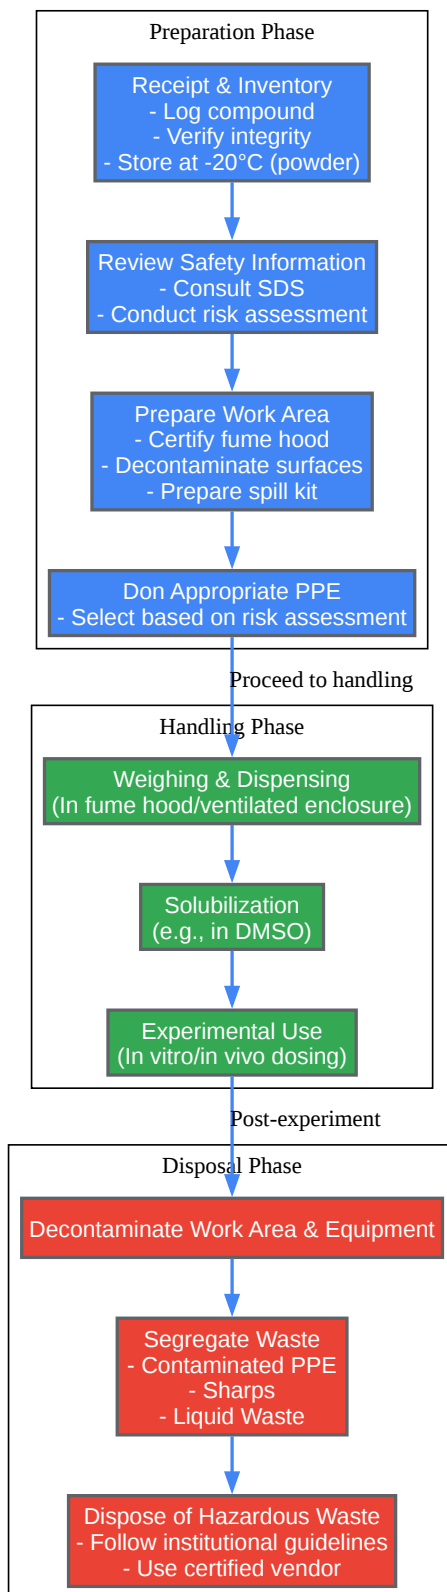 Preparation Phase
Receipt & Inventory
- Log compound
- Verify integrity
- Store at -20°C (powder)
Review Safety Information
- Consult SDS
- Conduct risk assessment
Prepare Work Area
- Certify fume hood
- Decontaminate surfaces
- Prepare spill kit
Don Appropriate PPE
- Select based on risk assessment
Proceed to handling
Handling Phase
Weighing & Dispensing
(In fume hood/ventilated enclosure)
Solubilization
(e.g., in DMSO)
Experimental Use
(In vitro/in vivo dosing)
Post-experiment
Disposal Phase
Decontaminate Work Area & Equipment
Segregate Waste
- Contaminated PPE
- Sharps
- Liquid Waste
Dispose of Hazardous Waste
- Follow institutional guidelines
- Use certified vendor